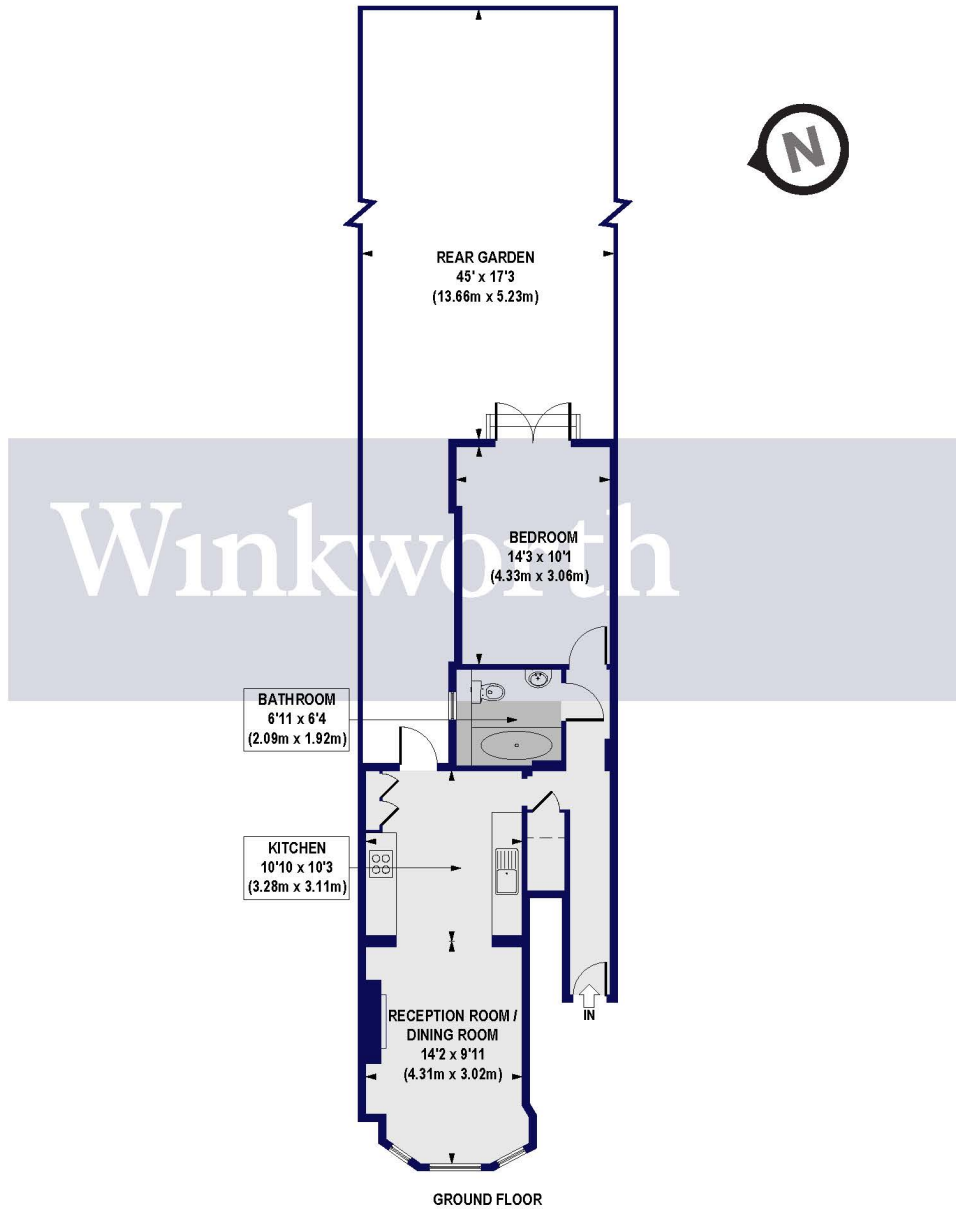 N
REAR GARDEN
45' x 17'3
(13.66m x 5.23m)
Winkworth
BEDROOM
14'3 x 10'1
(4.33m x 3.06m)
BATHROOM
6'11 x 6'4
(2.09m x 1.92m)
KITCHEN
10'10 x 10'3
(3.28m x 3.11m)
RECEPTION ROOM /
DINING ROOM
14'2 x 9'11
(4.31m x 3.02m)
IN
GROUND FLOOR